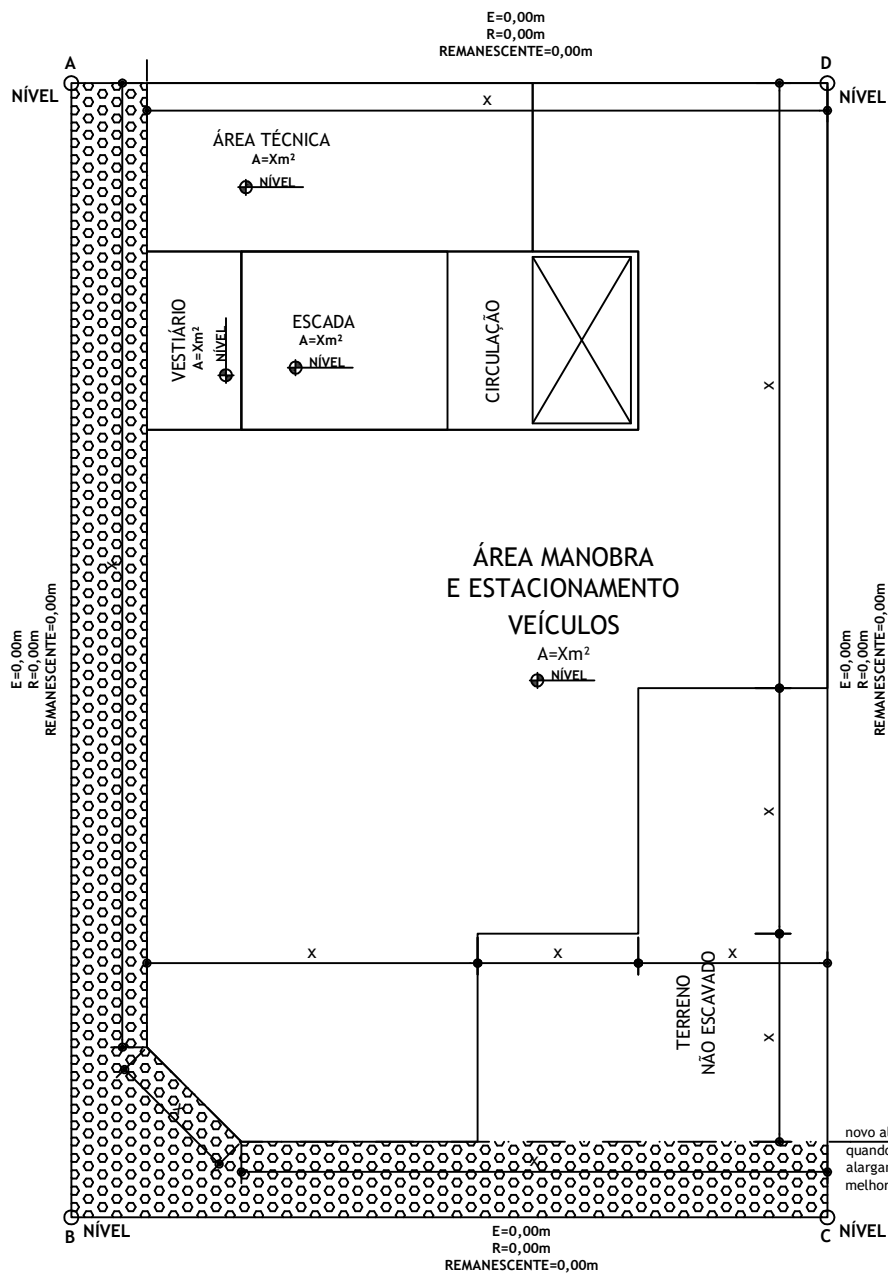 E=0,00m
R=0,00m
REMANESCENTE=0,00m
A
D
NÍVEL
NÍVEL
x
ÁREA TÉCNICA
A=Xm²
NÍVEL
VESTIÁRIO
A=Xm²
NÍVEL
ESCADA
A=Xm²
NÍVEL
CIRCULAÇÃO
x
x
ÁREA MANOBRA
E ESTACIONAMENTO
VEÍCULOS
A=Xm²
NÍVEL
E=0,00m
R=0,00m
REMANESCENTE=0,00m
E=0,00m
R=0,00m
REMANESCENTE=0,00m
x
x
x
x
TERRENO
NÃO ESCAVADO
x
x
x
quando
B
NÍVEL
C
NÍVEL
E=0,00m
R=0,00m
REMANESCENTE=0,00m
novo